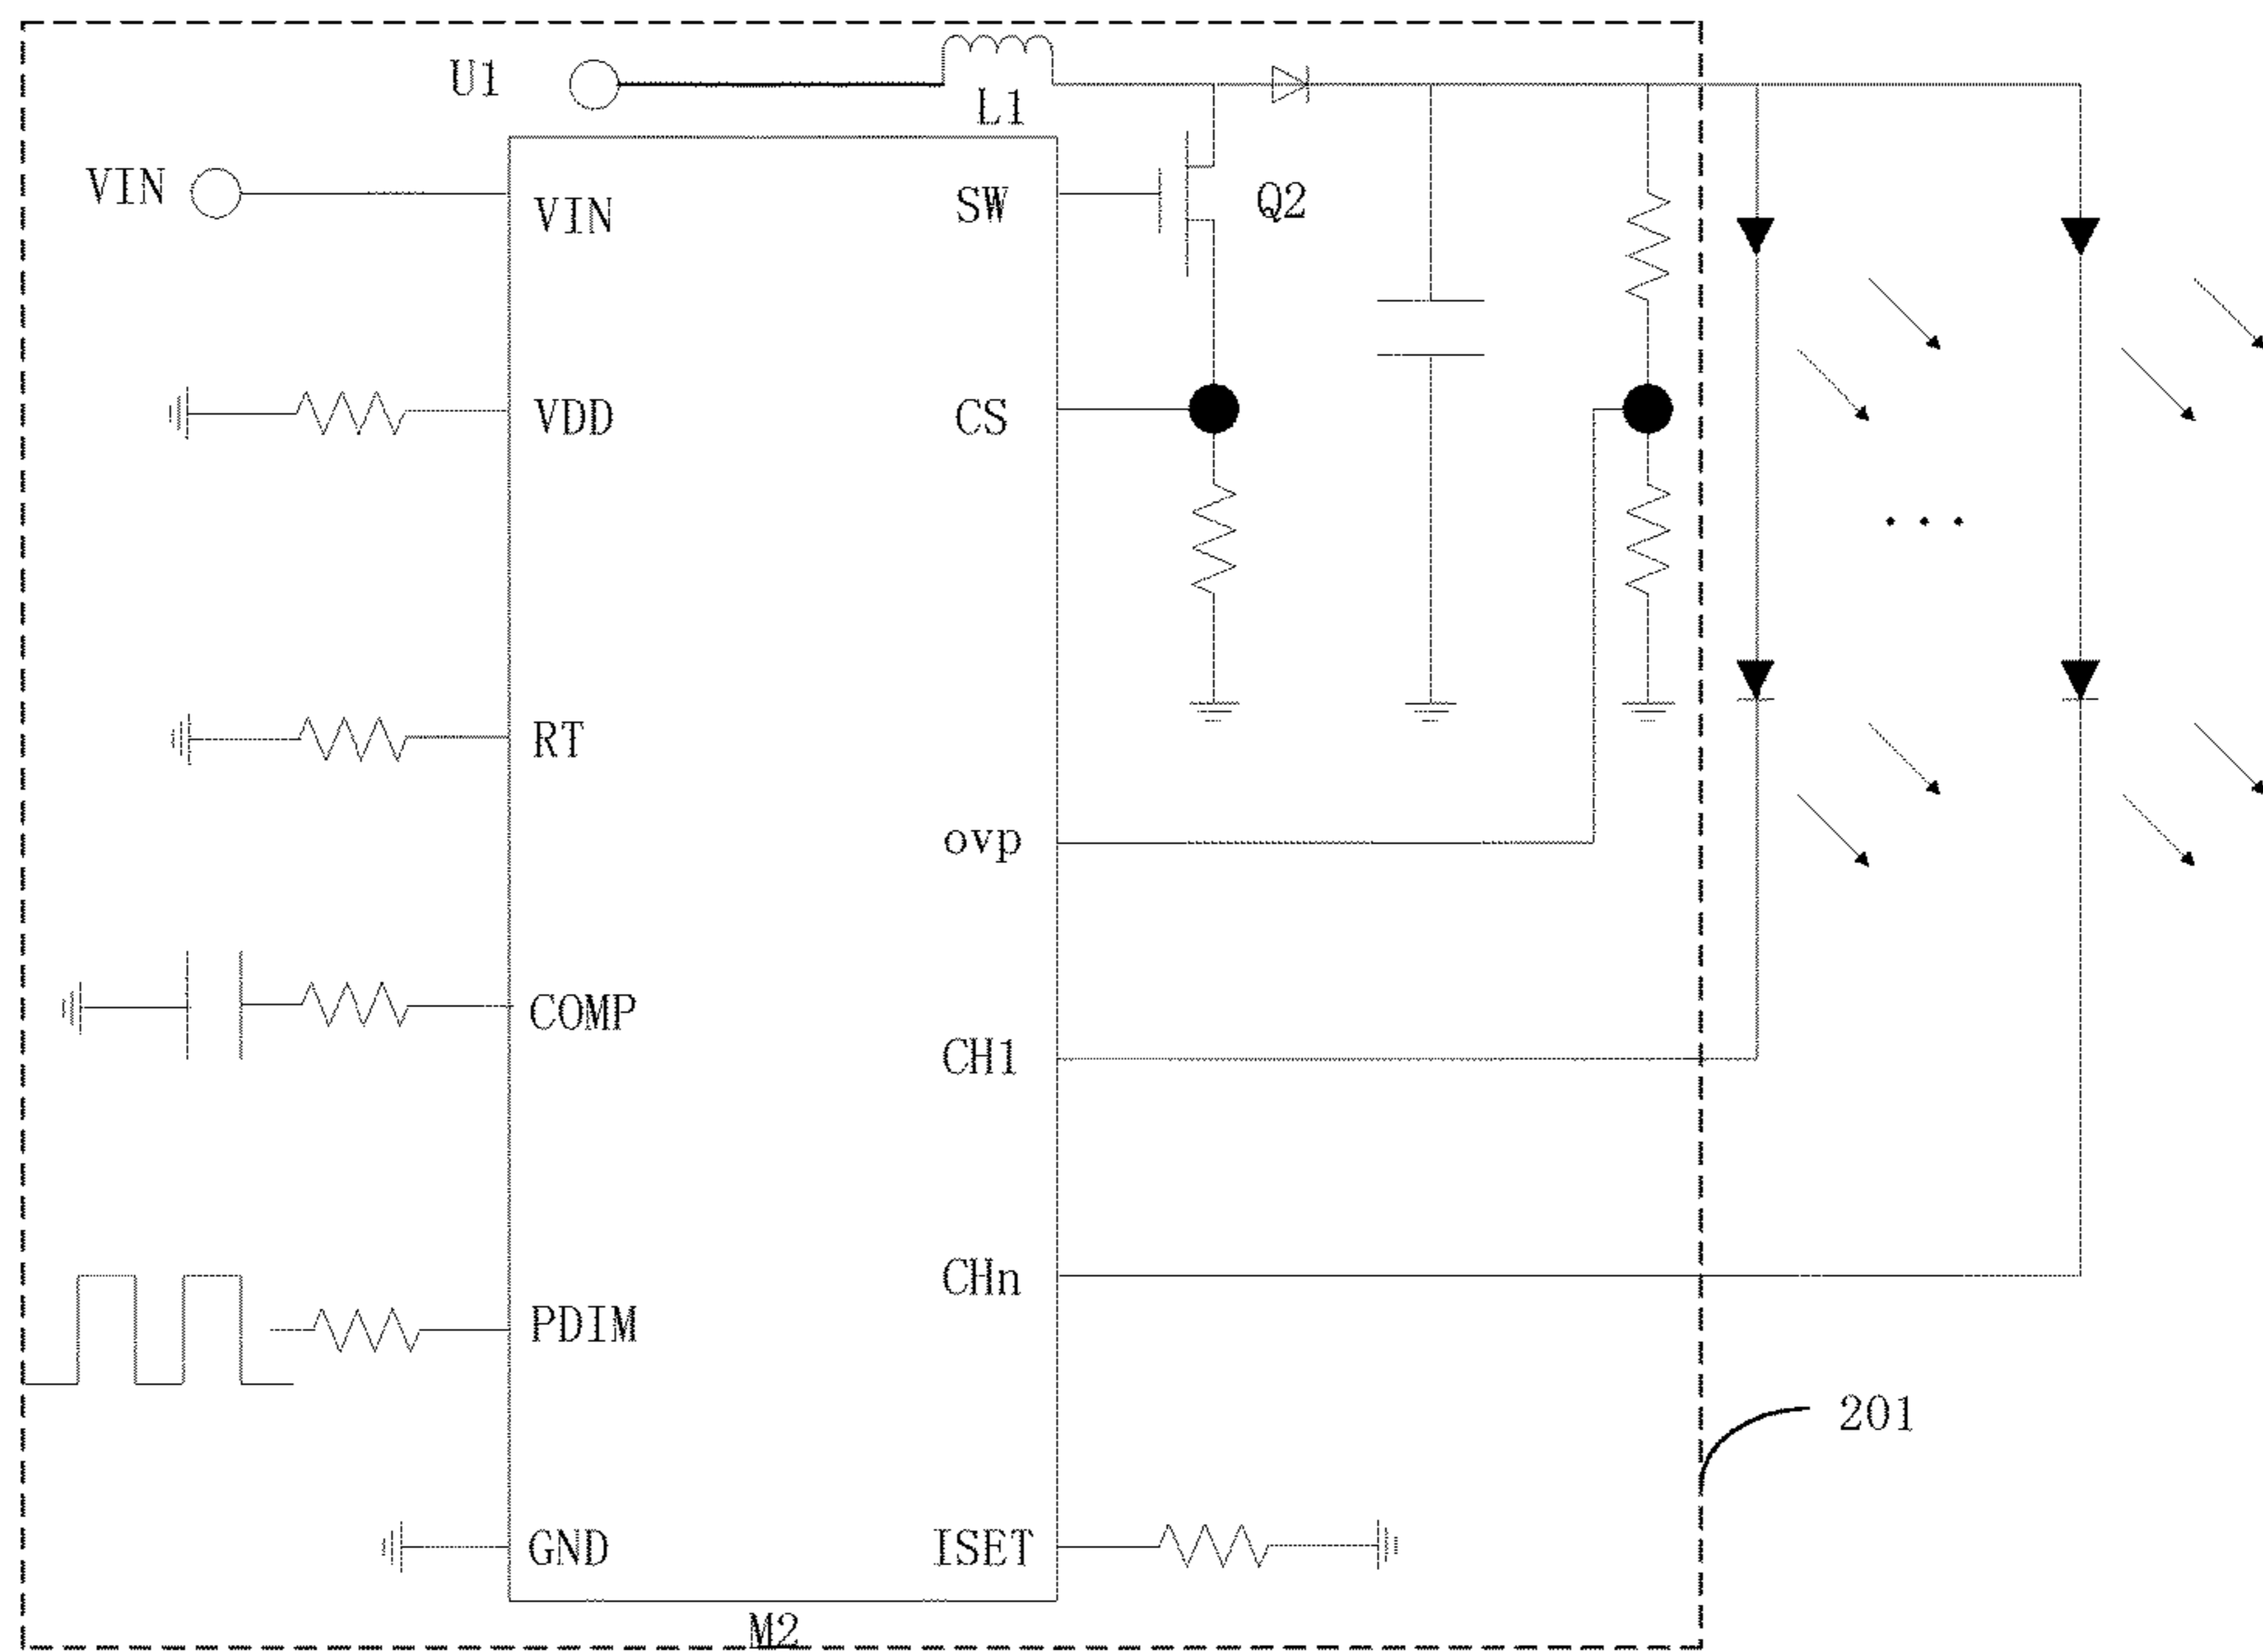 U1
L1
VIN
VIN
SW
Q2
VDD
CS
RT
ovp
COMP
CH1
CHn
PDIM
201
GND
ISET
M2